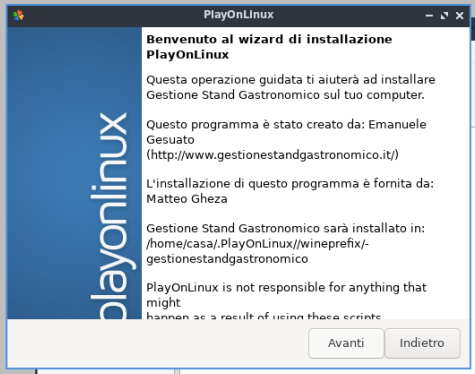 PlayOnLinux
Benvenuto al wizard di installazione
PlayOnLinux
Questa operazione guidata ti aiuterà ad installare
Gestione Stand Gastronomico sul tuo computer.
Questo programma è stato creato da: Emanuele
Gesuato
(http://www.gestionestandgastronomico.it/)
L'installazione di questo programma è fornita da:
Matteo Gheza
Gestione Stand Gastronomico sarà installato in:
/home/casa/.PlayOnLinux//wineprefix/-
gestionestandgastronomico
PlayOnLinux is not responsible for anything that
might
happen as a result of using these scripts.
playonlinux
Avanti
Indietro